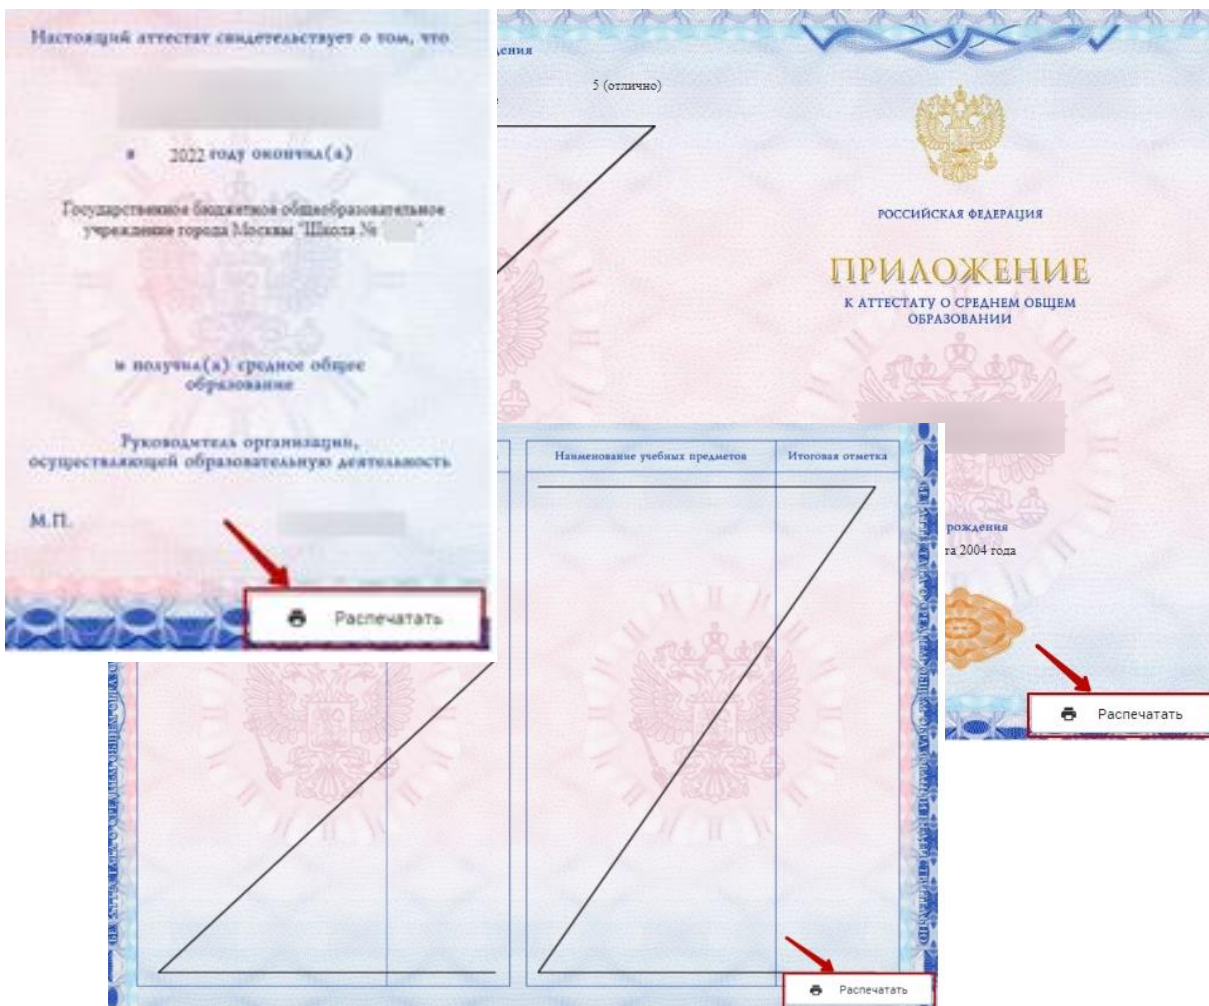 Настоящий аттестат свидетельствует о том, что
в 2022 году окончил(а)
Государственное бюджетное общеобразовательное
учреждение города Москвы "Школа № "
и получил(а) среднее общее
образование
Руководитель организации,
осуществляющей образовательную деятельность
М.П.
Распечатать
5 (отлично)
РОССИЙСКАЯ ФЕДЕРАЦИЯ
ПРИЛОЖЕНИЕ
К АТТЕСТАТУ О СРЕДНЕМ ОБЩЕМ
ОБРАЗОВАНИИ
рождения
та 2004 года
Распечатать
Наименование учебных предметов Итоговая отметка
Распечатать